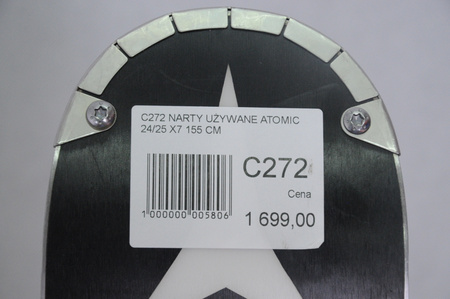 C272 NARTY UŻYWANE ATOMIC
24/25 X7 155 CM
C272
Cena
1 000000 005806
1 699,00